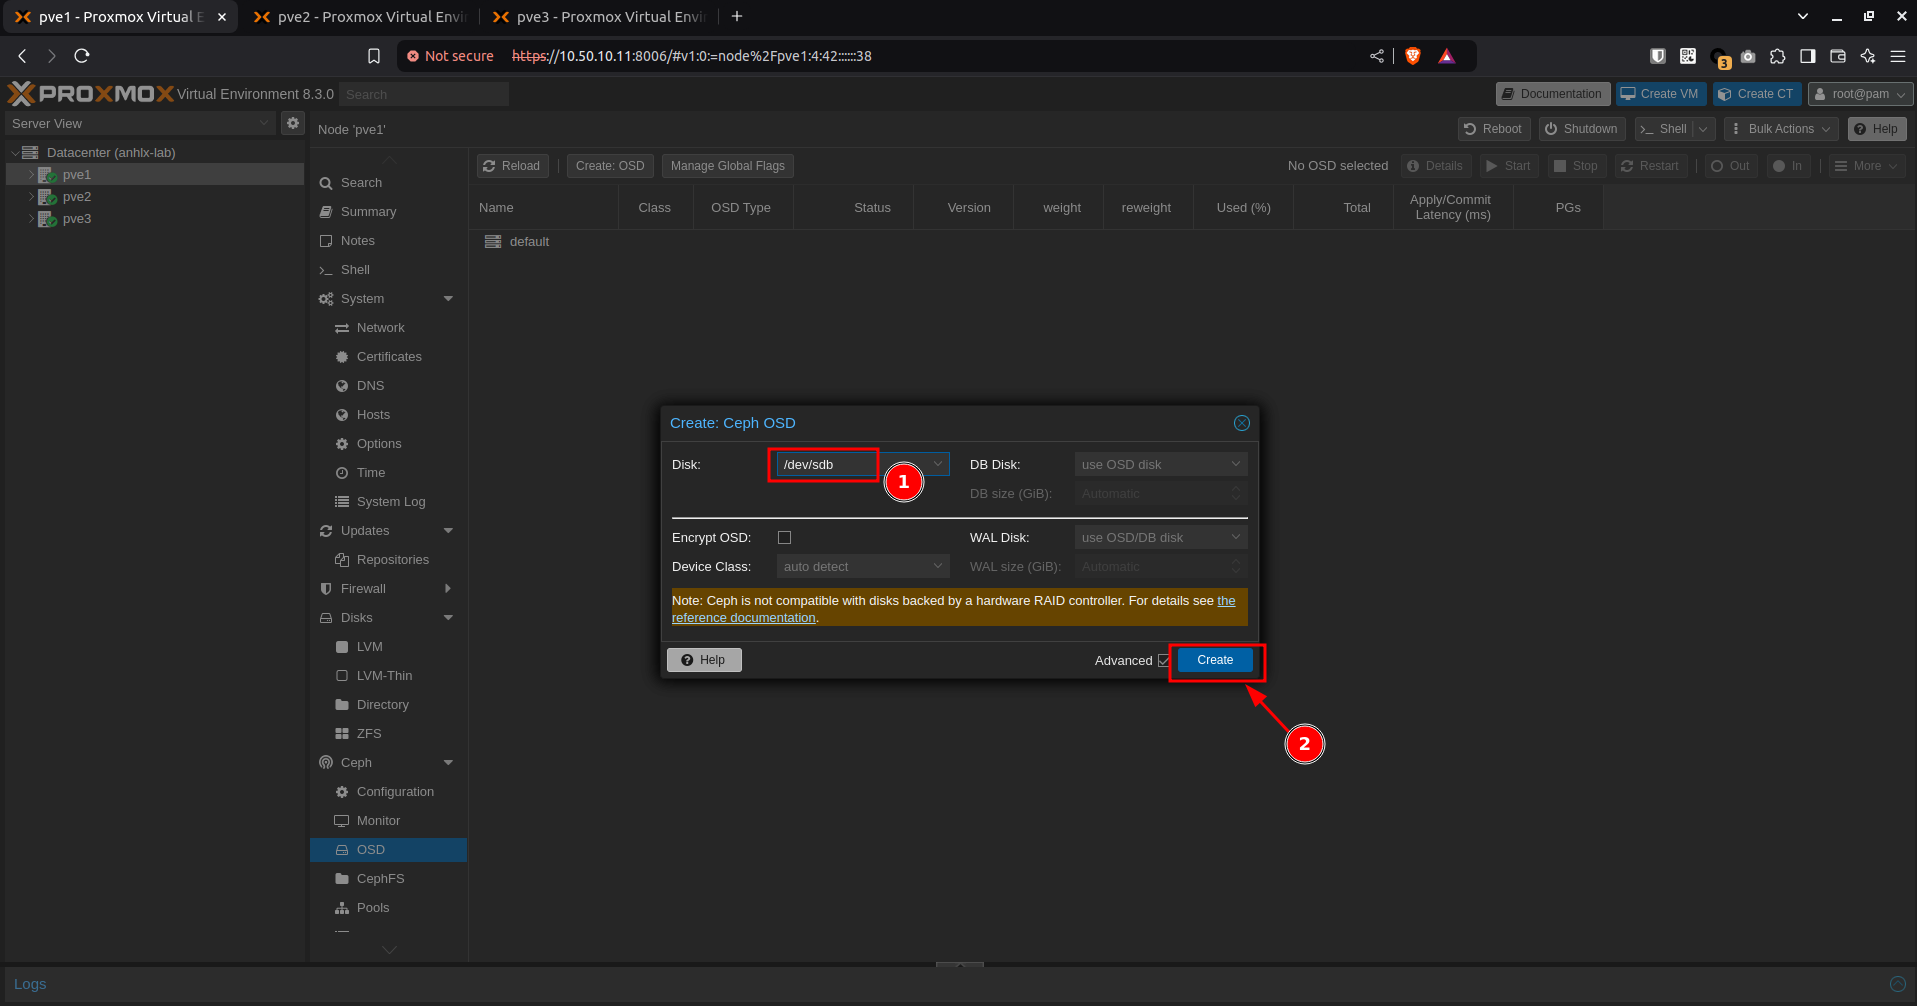 pve1 - Proxmox Virtual E
pve2 - Proxmox Virtual Envi
pve3 - Proxmox Virtual Envi
Not secure https://10.50.10.11:8006/#v1:0:=node%2Fpve1:4:42::::::38
3
PROXMOX Virtual Environment 8.3.0 Search
Documentation Create VM Create CT root@pam
Server View
Node 'pve1'
Reboot Shutdown Shell Bulk Actions Help
Datacenter (anhlx-lab)
pve1
pve2
pve3
Search
Summary
Notes
Shell
System
Network
Certificates
DNS
Hosts
Options
Time
System Log
Updates
Repositories
Firewall
Disks
LVM
LVM-Thin
Directory
ZFS
Ceph
Configuration
Monitor
OSD
CephFS
Pools
Reload Create: OSD Manage Global Flags No OSD selected Details Start Stop Restart Out In More
Name Class OSD Type Status Version weight reweight Used (%) Total Apply/Commit Latency (ms) PGs
default
Create: Ceph OSD
Disk: /dev/sdb DB Disk: use OSD disk
1
DB size (GiB): Automatic
Encrypt OSD: WAL Disk: use OSD/DB disk
Device Class: auto detect WAL size (GiB): Automatic
Note: Ceph is not compatible with disks backed by a hardware RAID controller. For details see the
reference documentation.
Help Advanced Create
2
Logs